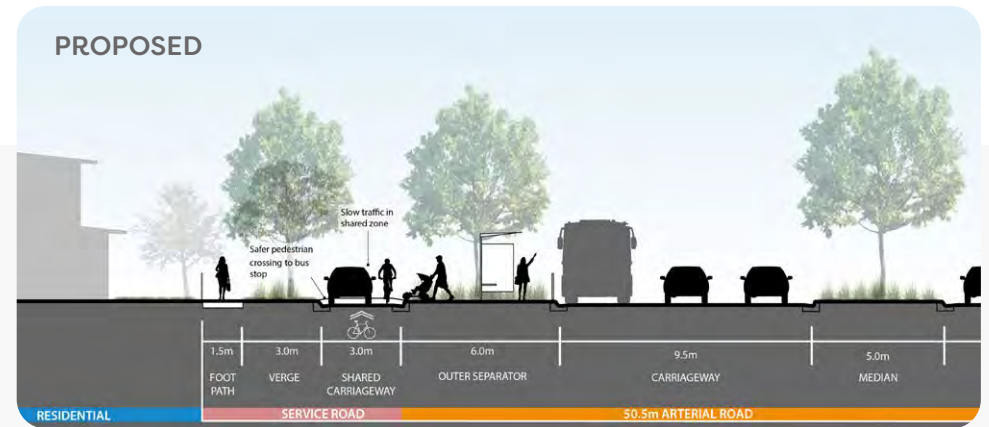 PROPOSED
Slow traffic in
shared zone
Safer pedestrian
crossing to bus
stop
1.5m
3.0m
3.0m
6.0m
9.5m
5.0m
FOOT
PATH
VERGE
SHARED
CARRIAGEWAY
OUTER SEPARATOR
CARRIAGEWAY
MEDIAN
RESIDENTIAL
SERVICE ROAD
50.5m ARTERIAL ROAD